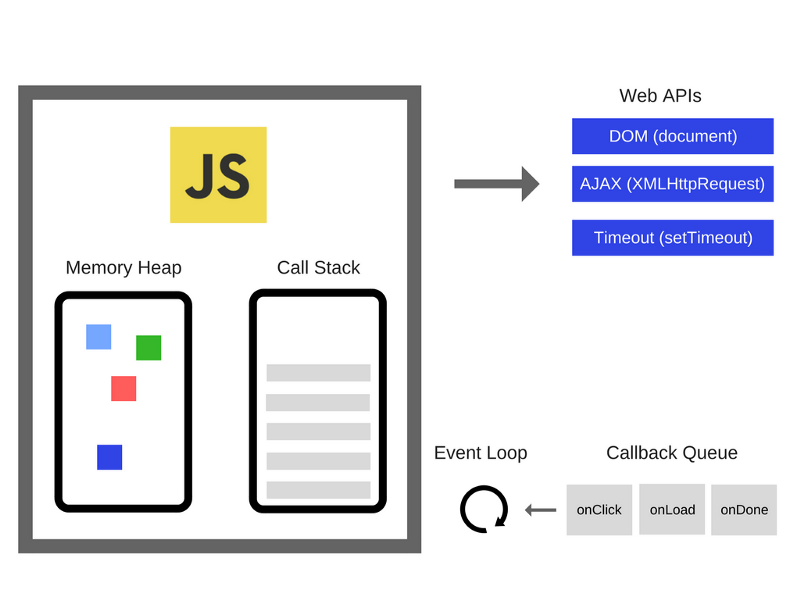 Web APIs
DOM (document)
AJAX (XMLHttpRequest)
Timeout (setTimeout)
JS
Memory Heap
Call Stack
Event Loop
Callback Queue
onClick
onLoad
onDone